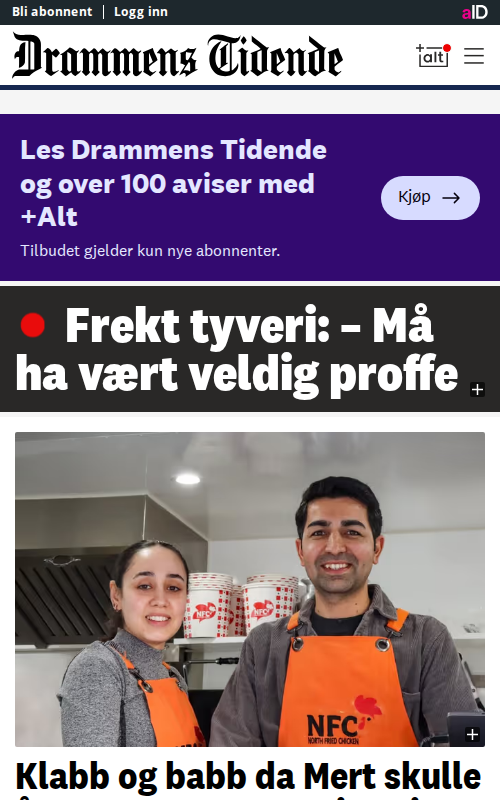 Bli abonnent | Logg inn
aID
Drammens Tidende
+alt
Les Drammens Tidende
og over 100 aviser med
+Alt
Kjøp →
Tilbudet gjelder kun nye abonnenter.
Frekt tyveri: – Må
ha vært veldig proffe
+
NFC
NFC
NFC
NORTH FRIED CHICKEN
+
Klabb og babb da Mert skulle